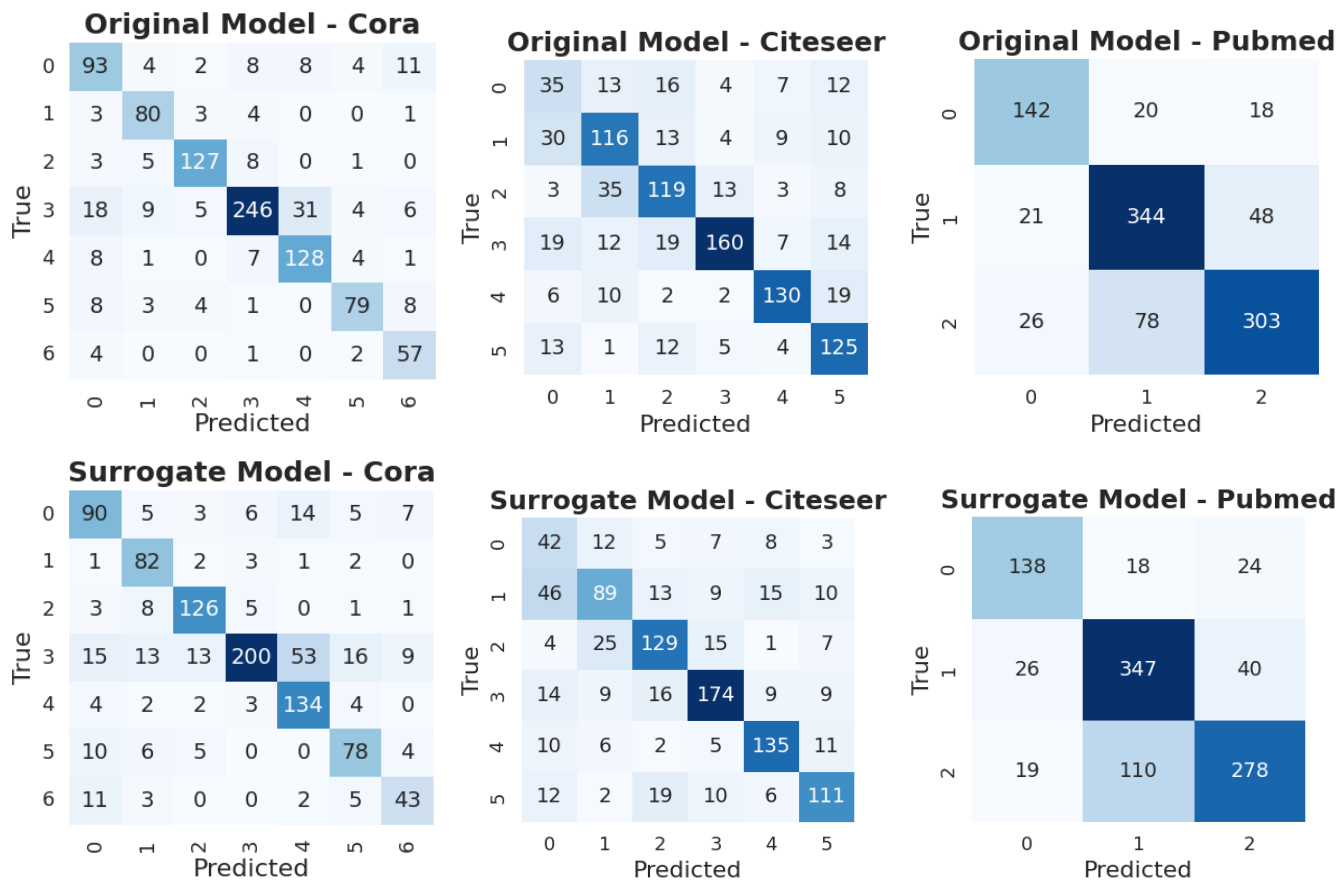 Original Model - Cora
0 93 4 2 8 8 4 11
1 3 80 3 4 0 0 1
2 3 5 127 8 0 1 0
3 18 9 5 246 31 4 6
4 8 1 0 7 128 4 1
5 8 3 4 1 0 79 8
6 4 0 0 1 0 2 57
0 1 2 3 4 5 6
True
Predicted
Original Model - Citeseer
0 35 13 16 4 7 12
1 30 116 13 4 9 10
2 3 35 119 13 3 8
3 19 12 19 160 7 14
4 6 10 2 2 130 19
5 13 1 12 5 4 125
0 1 2 3 4 5
True
Predicted
Original Model - Pubmed
0 142 20 18
1 21 344 48
2 26 78 303
0 1 2
True
Predicted
Surrogate Model - Cora
0 90 5 3 6 14 5 7
1 1 82 2 3 1 2 0
2 3 8 126 5 0 1 1
3 15 13 13 200 53 16 9
4 4 2 2 3 134 4 0
5 10 6 5 0 0 78 4
6 11 3 0 0 2 5 43
0 1 2 3 4 5 6
True
Predicted
Surrogate Model - Citeseer
0 42 12 5 7 8 3
1 46 89 13 9 15 10
2 4 25 129 15 1 7
3 14 9 16 174 9 9
4 10 6 2 5 135 11
5 12 2 19 10 6 111
0 1 2 3 4 5
True
Predicted
Surrogate Model - Pubmed
0 138 18 24
1 26 347 40
2 19 110 278
0 1 2
True
Predicted